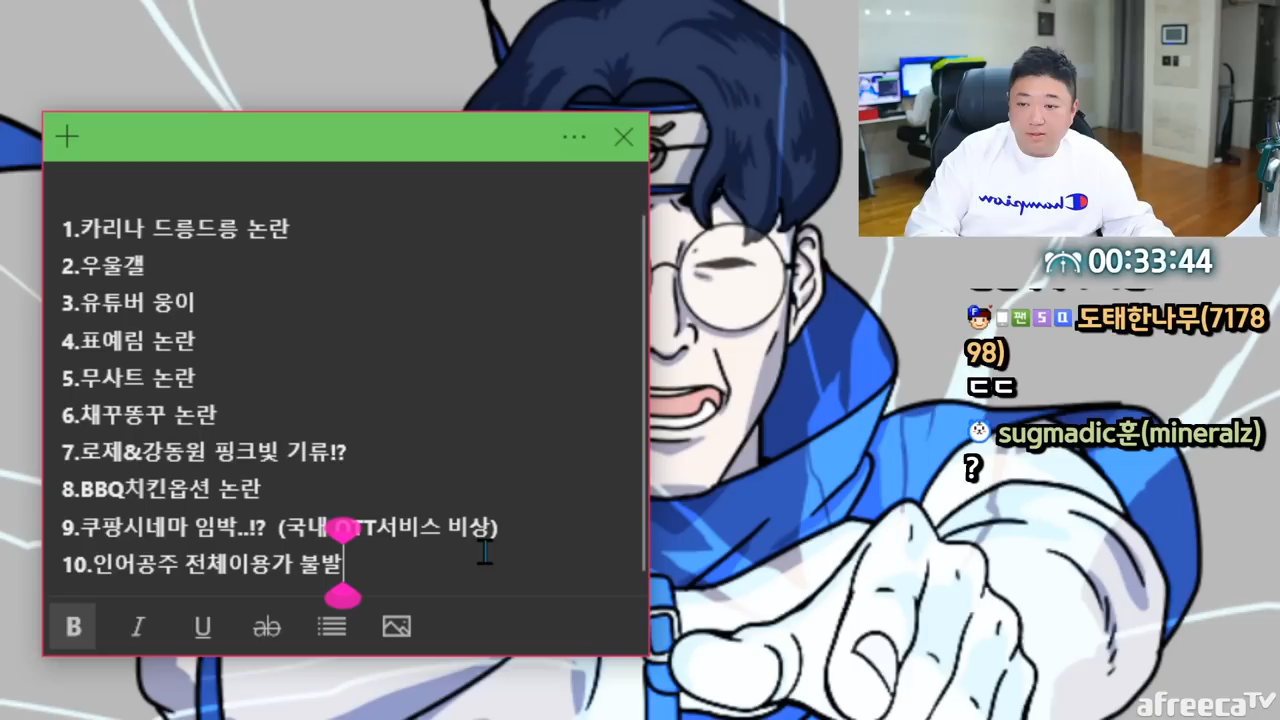 1.카리나 드릉드릉 논란
2.우울갤
3.유튜버 웅이
4.표예림 논란
5.무사트 논란
6.채꾸똥꾸 논란
7.로제&강동원 핑크빛 기류!?
8.BBQ치킨옵션 논란
9.쿠팡시네마 임박..!? (국내 OTT서비스 비상)
10.인어공주 전체이용가 불발
B I U ab
Champion
00:33:44
팬 5 Q 도태한나무(7178
98)
ㄷㄷ
sugmadic훈(mineralz)
?
afreecaTV